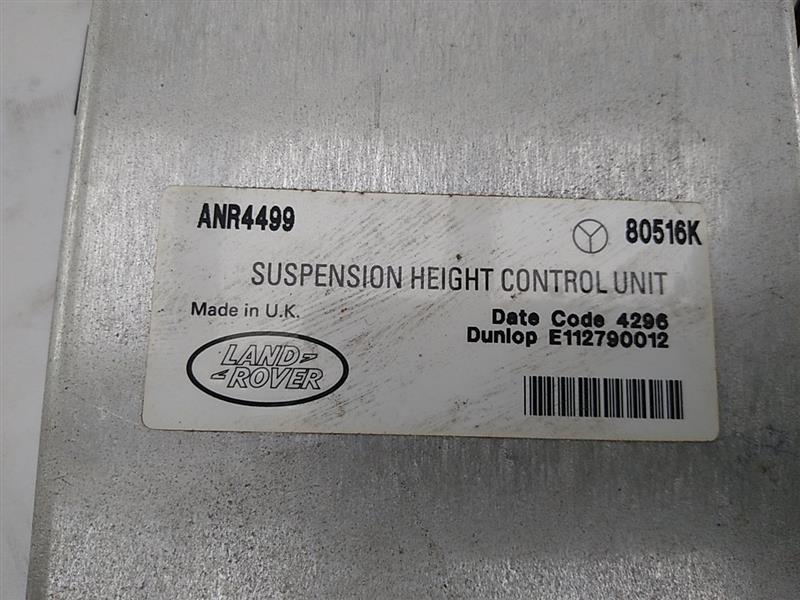 ANR4499
80516K
SUSPENSION HEIGHT CONTROL UNIT
Made in U.K.
Date Code 4296
Dunlop E112790012
LAND
ROVER